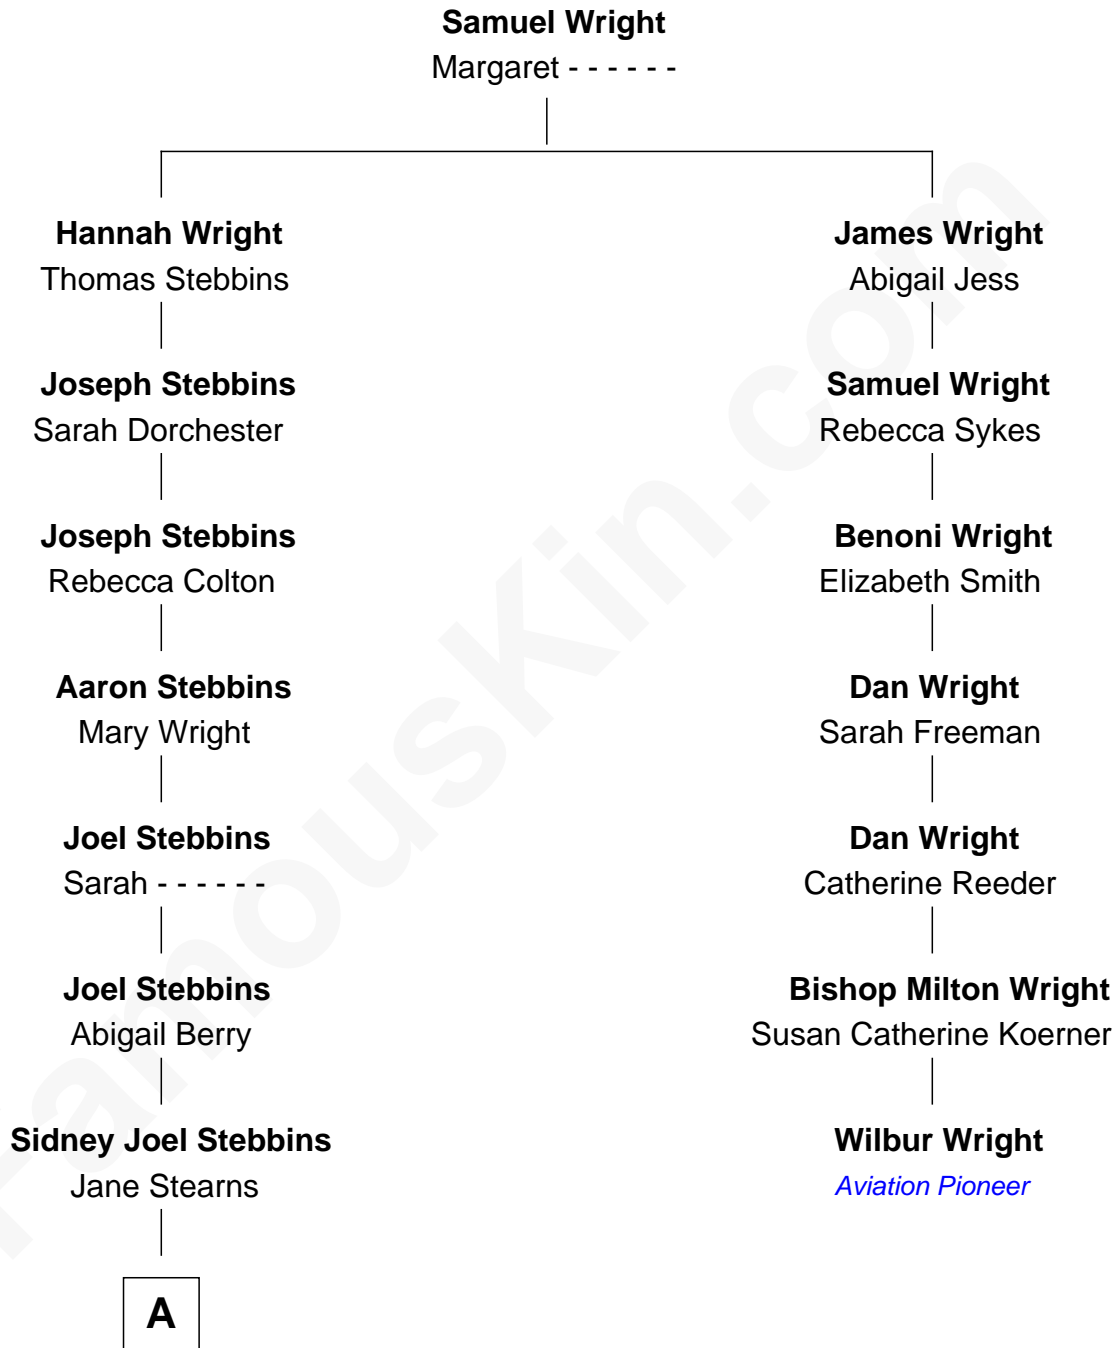 Samuel Wright
Margaret - - - - - -
Hannah Wright
Thomas Stebbins
James Wright
Abigail Jess
Joseph Stebbins
Sarah Dorchester
Samuel Wright
Rebecca Sykes
Joseph Stebbins
Rebecca Colton
Benoni Wright
Elizabeth Smith
Aaron Stebbins
Mary Wright
Dan Wright
Sarah Freeman
Joel Stebbins
Sarah - - - - - -
Dan Wright
Catherine Reeder
Joel Stebbins
Abigail Berry
Bishop Milton Wright
Susan Catherine Koerner
Sidney Joel Stebbins
Jane Stearns
Wilbur Wright
Aviation Pioneer
A
FamousKin.com